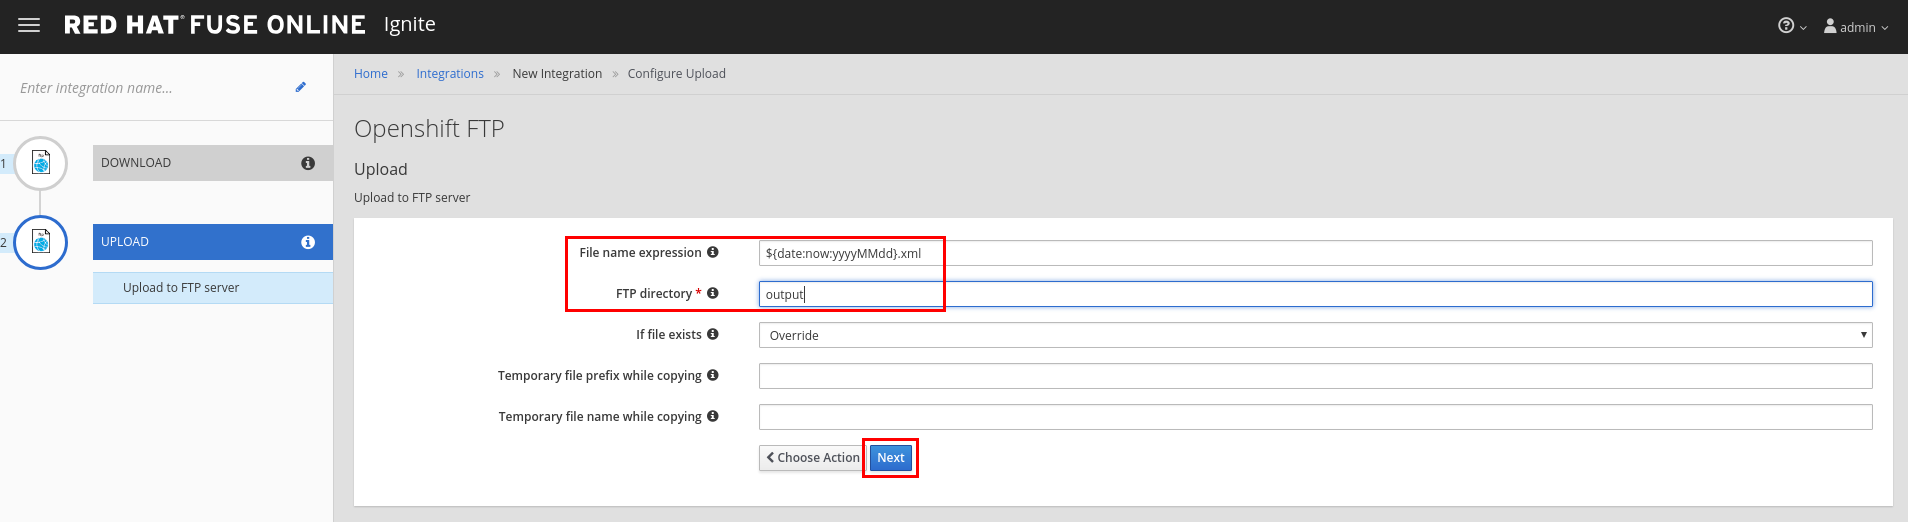 RED HAT® FUSE ONLINE Ignite
admin
Enter integration name...
Home » Integrations » New Integration » Configure Upload
Openshift FTP
1 DOWNLOAD
Upload
Upload to FTP server
2 UPLOAD
Upload to FTP server
File name expression ${date:now:yyyyMMdd}.xml
FTP directory * output
If file exists Override
Temporary file prefix while copying
Temporary file name while copying
Choose Action Next